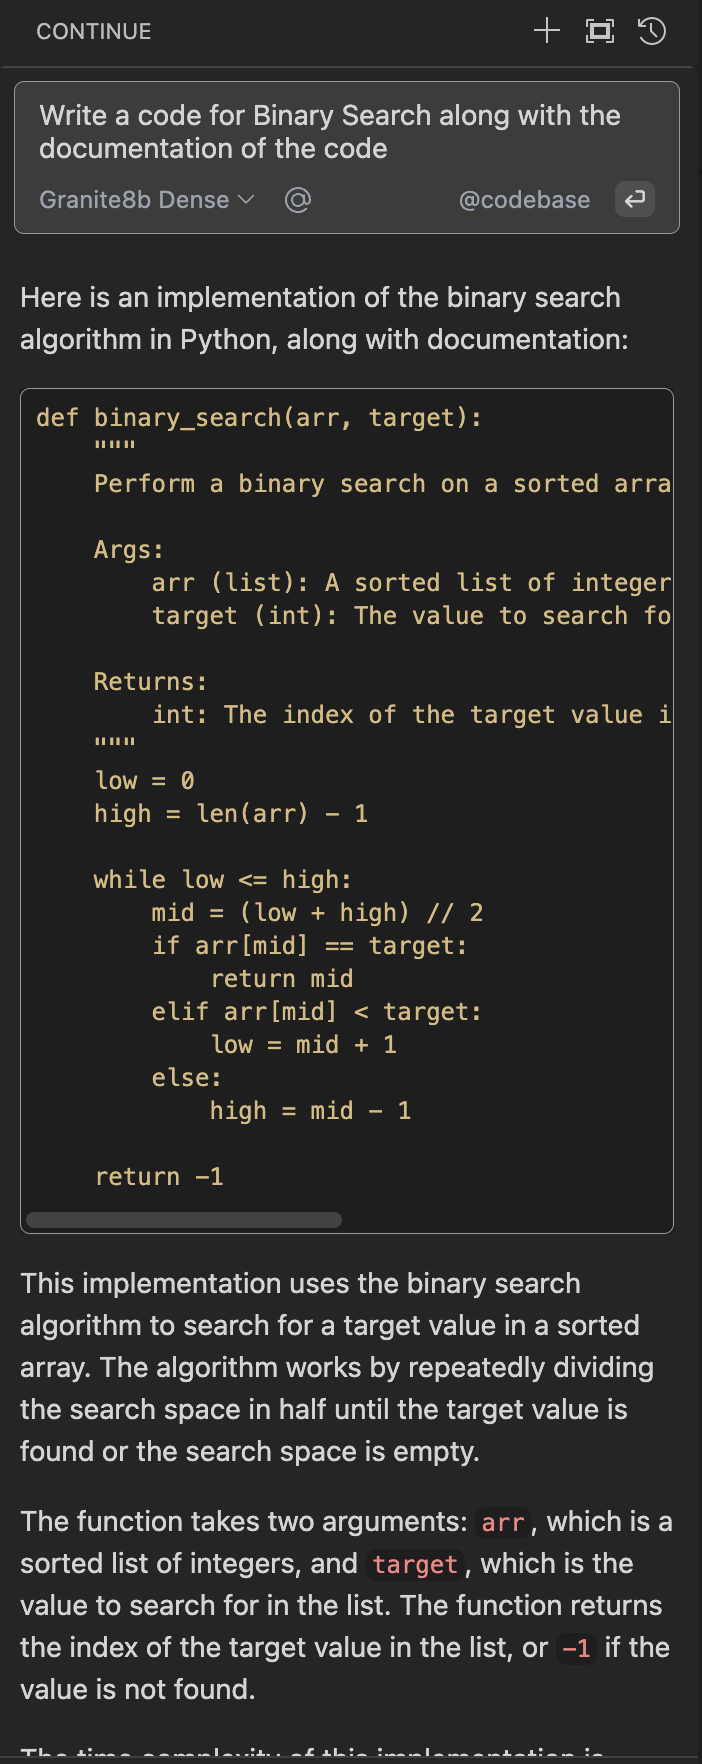 CONTINUE
Write a code for Binary Search along with the
documentation of the code
Granite8b Dense @codebase
Here is an implementation of the binary search
algorithm in Python, along with documentation:
def binary_search(arr, target):
    """
    Perform a binary search on a sorted arra

    Args:
        arr (list): A sorted list of integer
        target (int): The value to search fo

    Returns:
        int: The index of the target value i
    """
    low = 0
    high = len(arr) - 1

    while low <= high:
        mid = (low + high) // 2
        if arr[mid] == target:
            return mid
        elif arr[mid] < target:
            low = mid + 1
        else:
            high = mid - 1

    return -1
This implementation uses the binary search
algorithm to search for a target value in a sorted
array. The algorithm works by repeatedly dividing
the search space in half until the target value is
found or the search space is empty.
The function takes two arguments: arr, which is a
sorted list of integers, and target, which is the
value to search for in the list. The function returns
the index of the target value in the list, or -1 if the
value is not found.
The time complexity of this implementation is